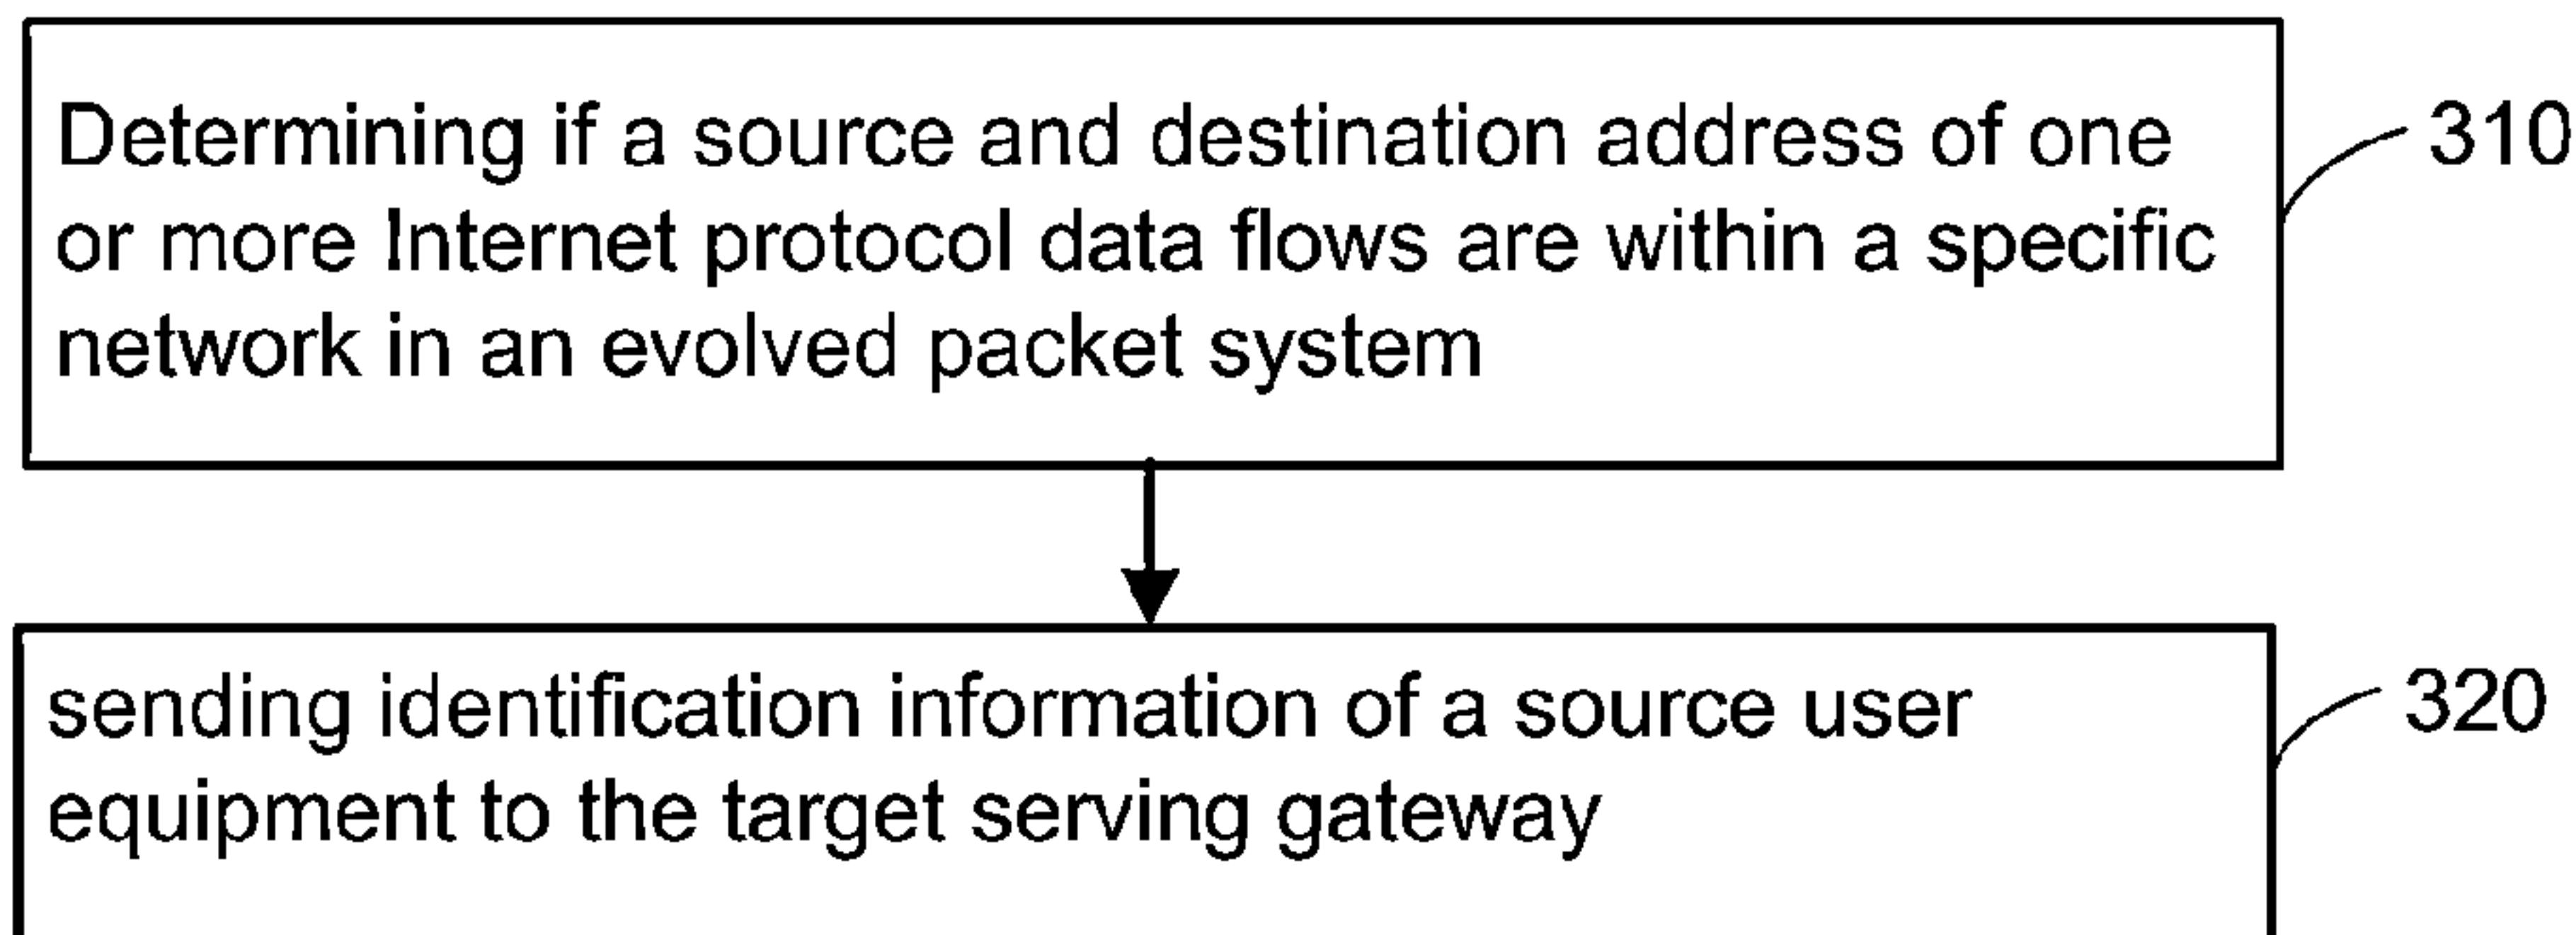 Determining if a source and destination address of one
or more Internet protocol data flows are within a specific
network in an evolved packet system
310
sending identification information of a source user
equipment to the target serving gateway
320